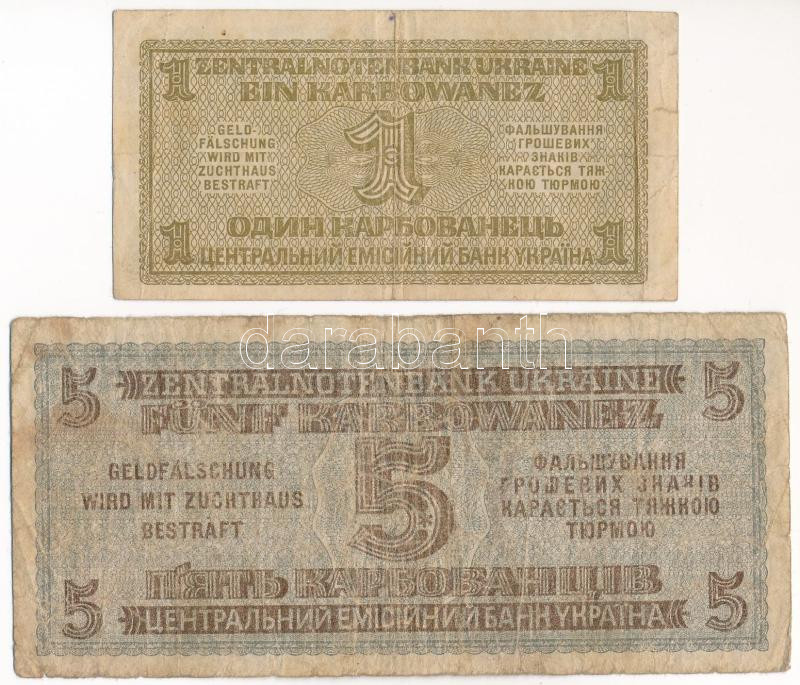 1 1
ZENTRALNOTENBANK UKRAINE
EIN KARBOWANEZ
GELD-
FÄLSCHUNG
WIRD MIT
ZUCHTHAUS
BESTRAFT
1
ФАЛЬШУВАННЯ
ГРОШЕВИХ
ЗНАКІВ
КАРАЄТЬСЯ ТЯЖ-
КОЮ ТЮРМОЮ
ОДИН КАРБОВАНЕЦЬ
1 1
ЦЕНТРАЛЬНИЙ ЕМІСІЙНИЙ БАНК УКРАЇНА
darabanth
5 5
ZENTRALNOTENBANK UKRAINE
FÜNF KARBOWANEZ
GELDFÄLSCHUNG
WIRD MIT ZUCHTHAUS
BESTRAFT
5
ФАЛЬШУВАННЯ
ГРОШЕВИХ ЗНАКІВ
КАРАЄТЬСЯ ТЯЖКОЮ
ТЮРМОЮ
П'ЯТЬ КАРБОВАНЦІВ
5 5
ЦЕНТРАЛЬНИЙ ЕМІСІЙНИЙ БАНК УКРАЇНА